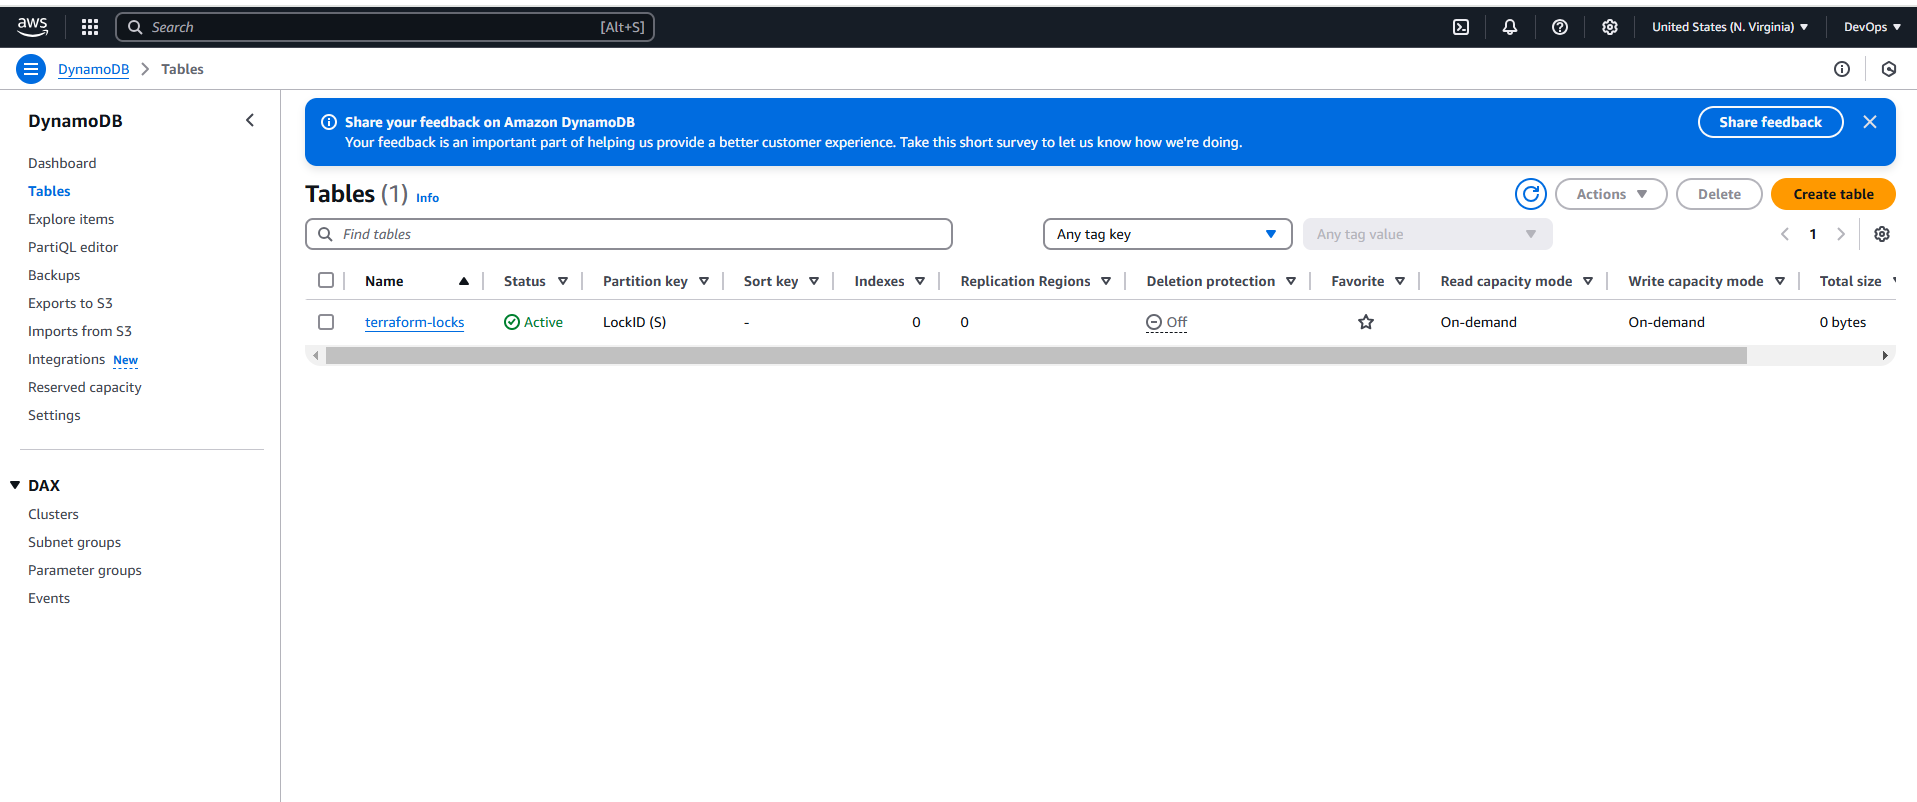 aws
Search [Alt+S]
United States (N. Virginia)
DevOps
DynamoDB
Tables
DynamoDB
Dashboard
Tables
Explore items
PartiQL editor
Backups
Exports to S3
Imports from S3
Integrations New
Reserved capacity
Settings
DAX
Clusters
Subnet groups
Parameter groups
Events
Share your feedback on Amazon DynamoDB
Your feedback is an important part of helping us provide a better customer experience. Take this short survey to let us know how we're doing.
Share feedback
Tables (1) Info
Actions
Delete
Create table
Find tables
Any tag key
Any tag value
1
Name Status Partition key Sort key Indexes Replication Regions Deletion protection Favorite Read capacity mode Write capacity mode Total size
terraform-locks Active LockID (S) - 0 0 Off On-demand On-demand 0 bytes